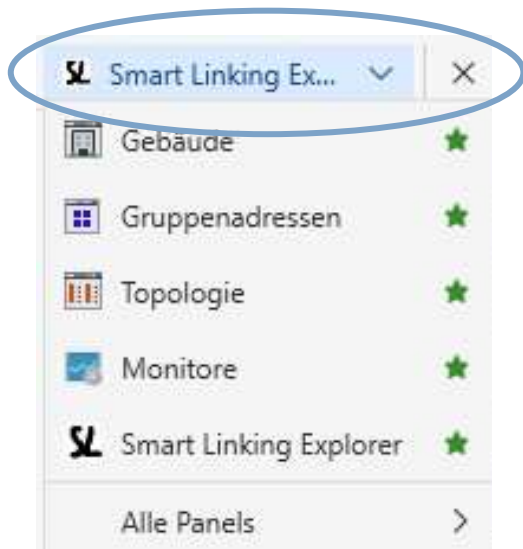 SL Smart Linking Ex...
Gebäude
Gruppenadressen
Topologie
Monitore
SL Smart Linking Explorer
Alle Panels